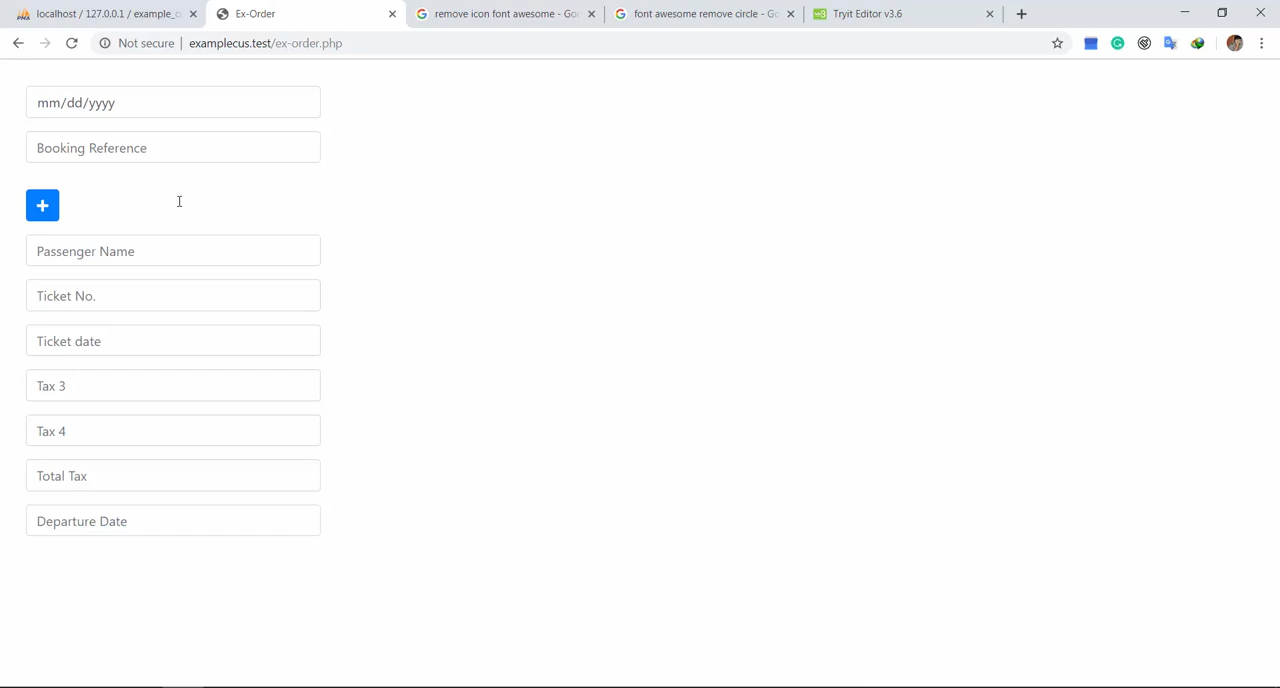 localhost / 127.0.0.1 / example_c
Ex-Order
remove icon font awesome - Goo
font awesome remove circle - Go
Tryit Editor v3.6
Not secure | examplecus.test/ex-order.php
mm/dd/yyyy
Booking Reference
Passenger Name
Ticket No.
Ticket date
Tax 3
Tax 4
Total Tax
Departure Date